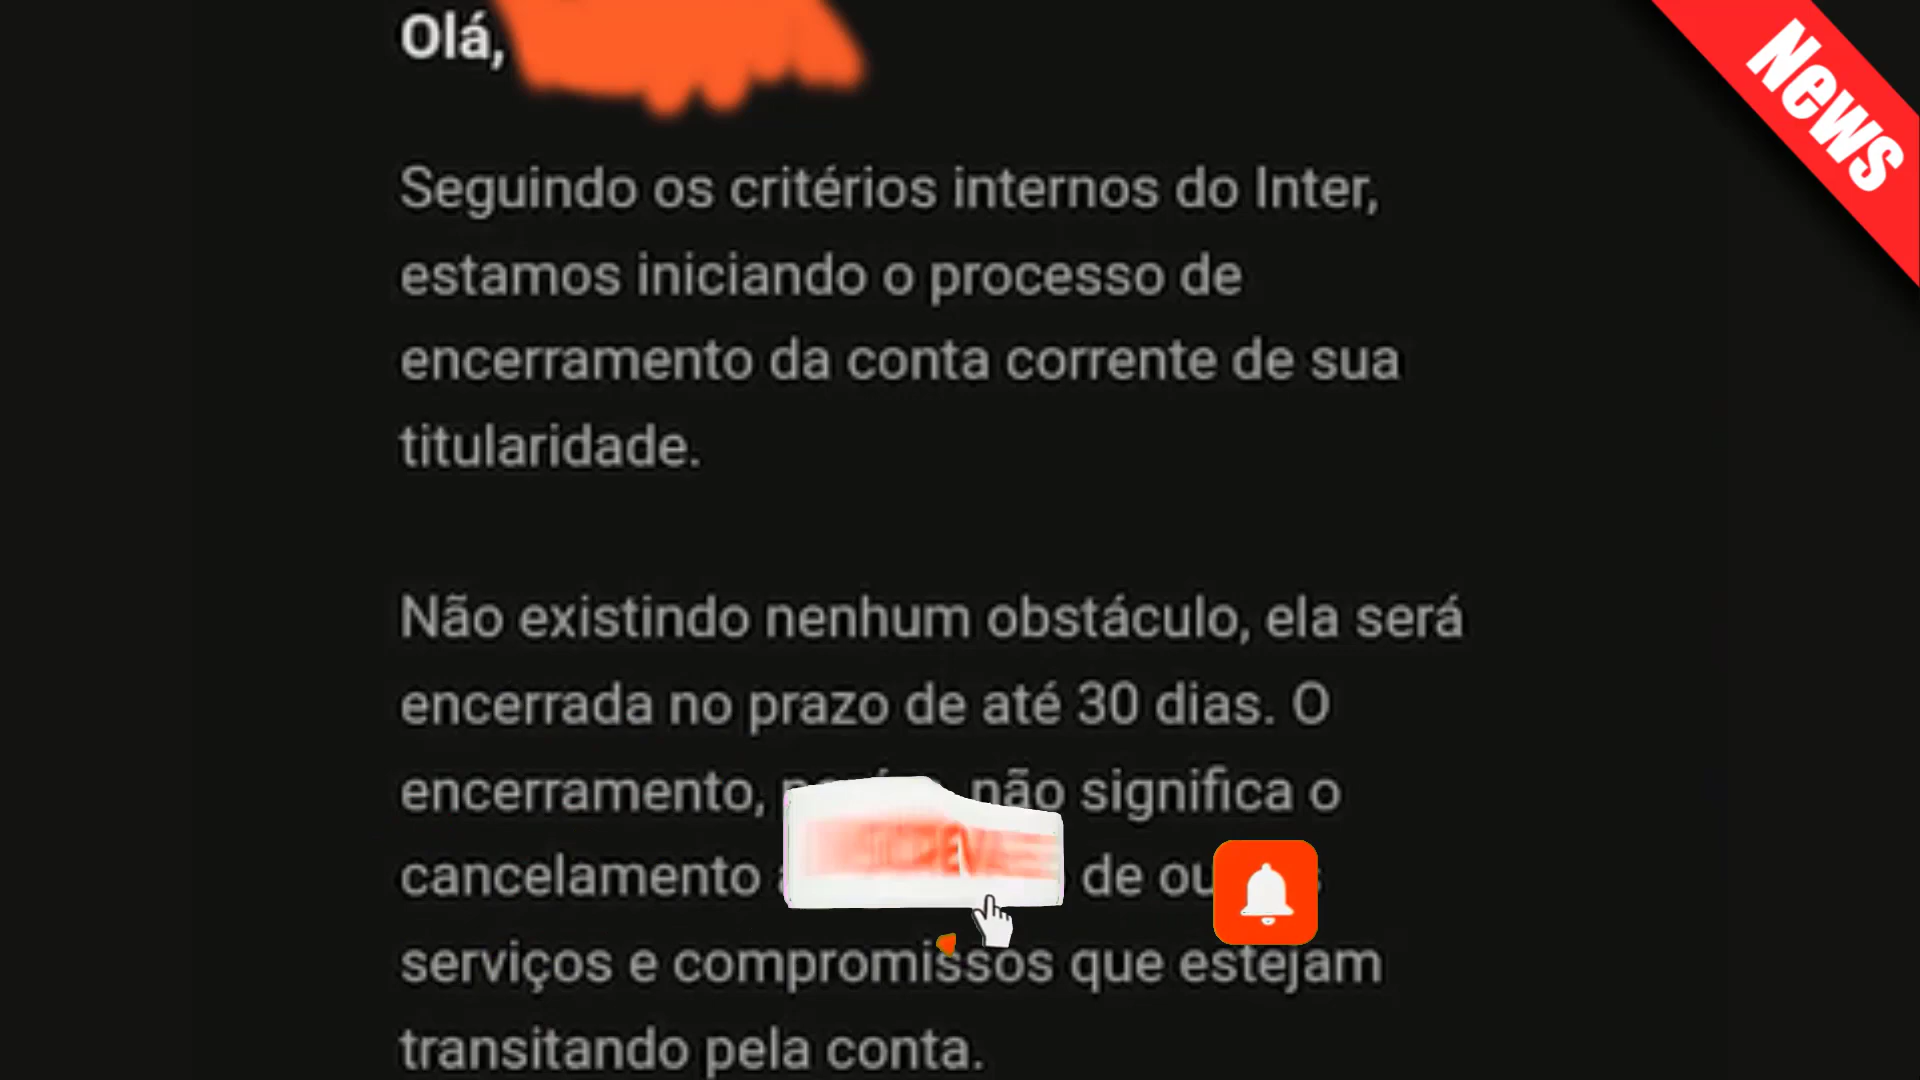 Olá,
News
Seguindo os critérios internos do Inter,
estamos iniciando o processo de
encerramento da conta corrente de sua
titularidade.
Não existindo nenhum obstáculo, ela será
encerrada no prazo de até 30 dias. O
encerramento, não significa o
cancelamento de
serviços e compromissos que estejam
transitando pela conta.